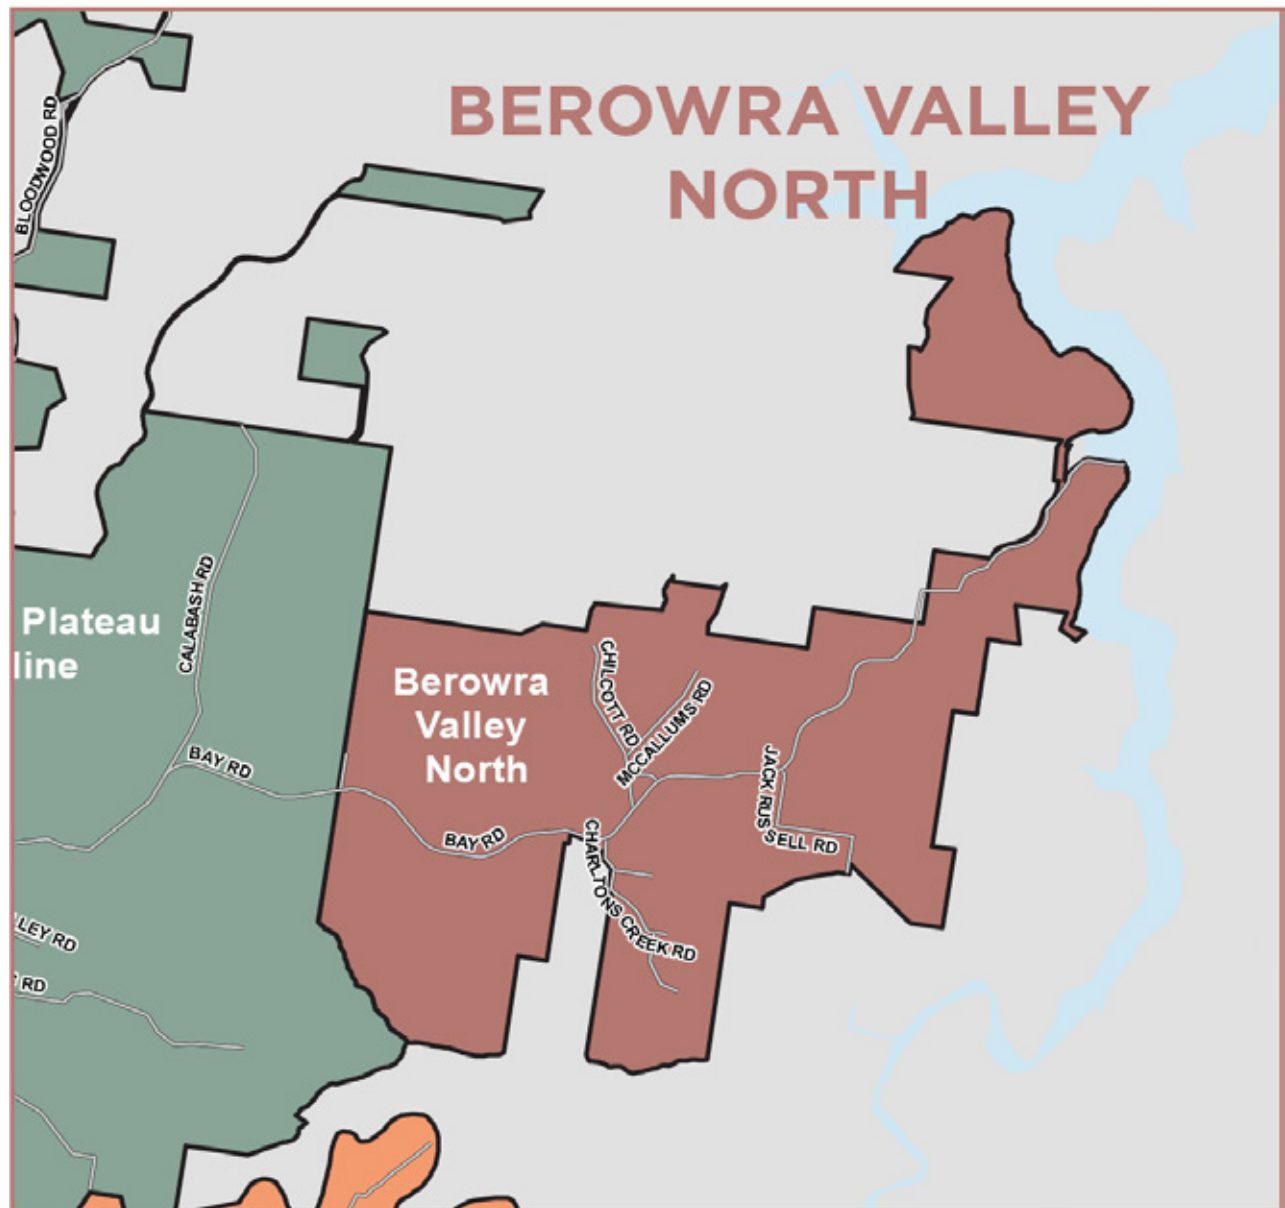 BEROWRA VALLEY
NORTH
BLOODWOOD RD
CALABASH RD
Plateau
line
Berowra
Valley
North
CHILCOTT RD
MCCALLUMS RD
BAY RD
BAY RD
JACK RUSSELL RD
CHARLTONS CREEK RD
LEY RD
RD